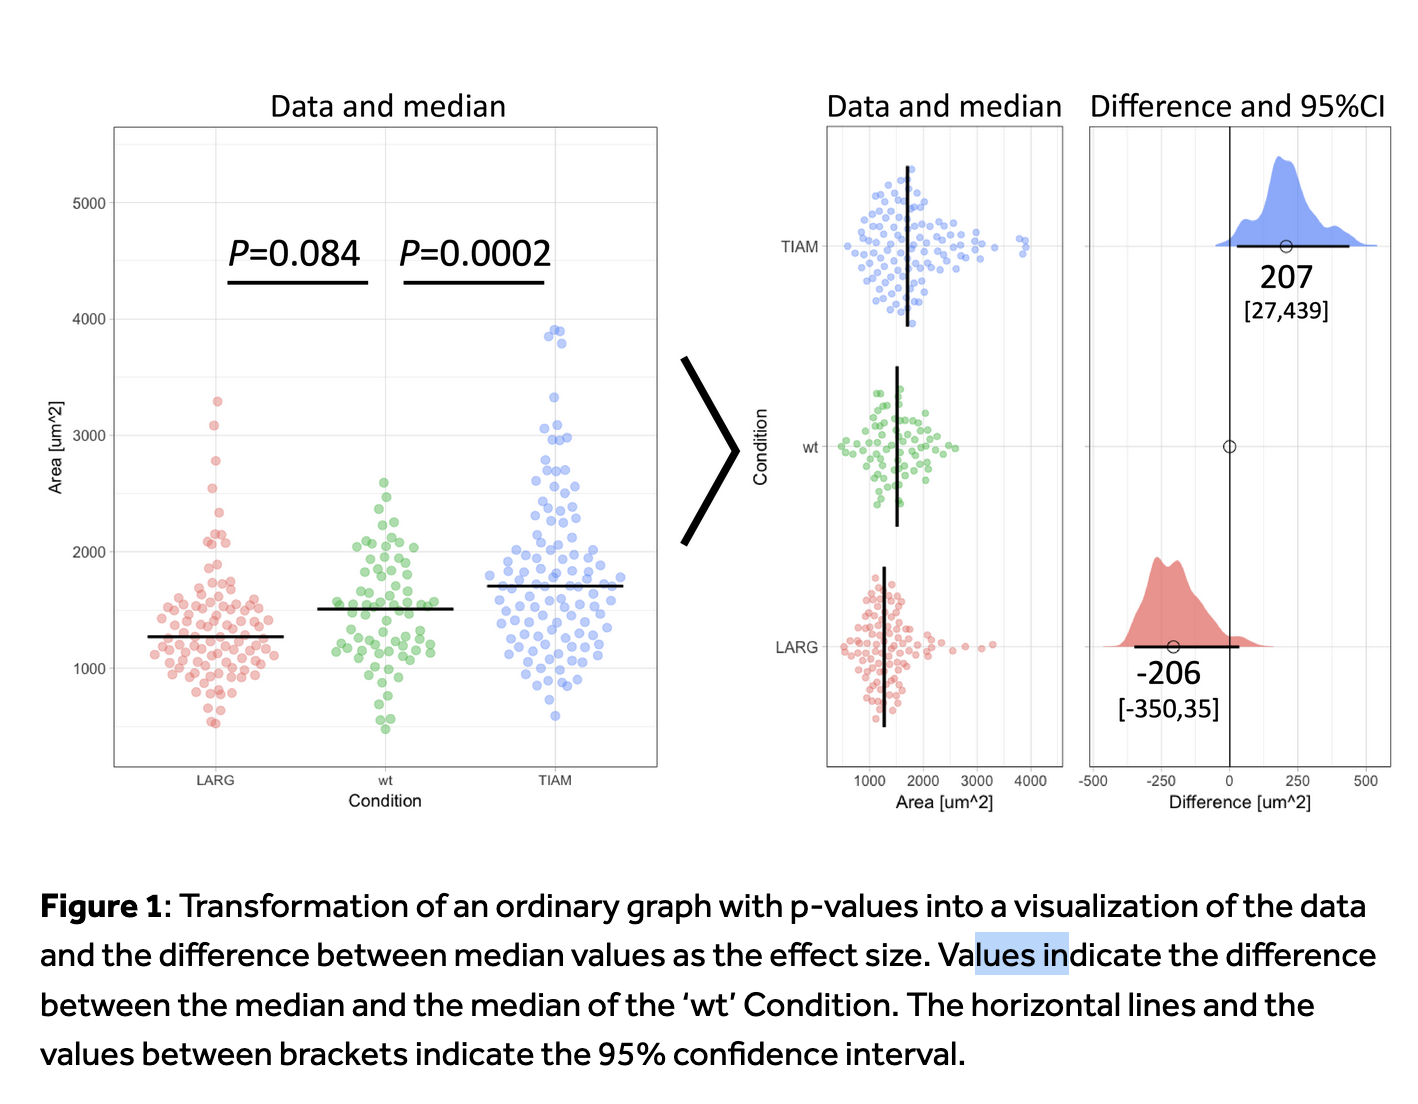 Data and median
P=0.084 P=0.0002
Area [um^2]
5000
4000
3000
2000
1000
LARG wt TIAM
Condition
Data and median
Condition
TIAM
wt
LARG
1000 2000 3000 4000
Area [um^2]
Difference and 95%CI
207
[27,439]
-206
[-350,35]
-500 -250 0 250 500
Difference [um^2]
Figure 1: Transformation of an ordinary graph with p-values into a visualization of the data
and the difference between median values as the effect size. Values indicate the difference
between the median and the median of the ‘wt’ Condition. The horizontal lines and the
values between brackets indicate the 95% confidence interval.